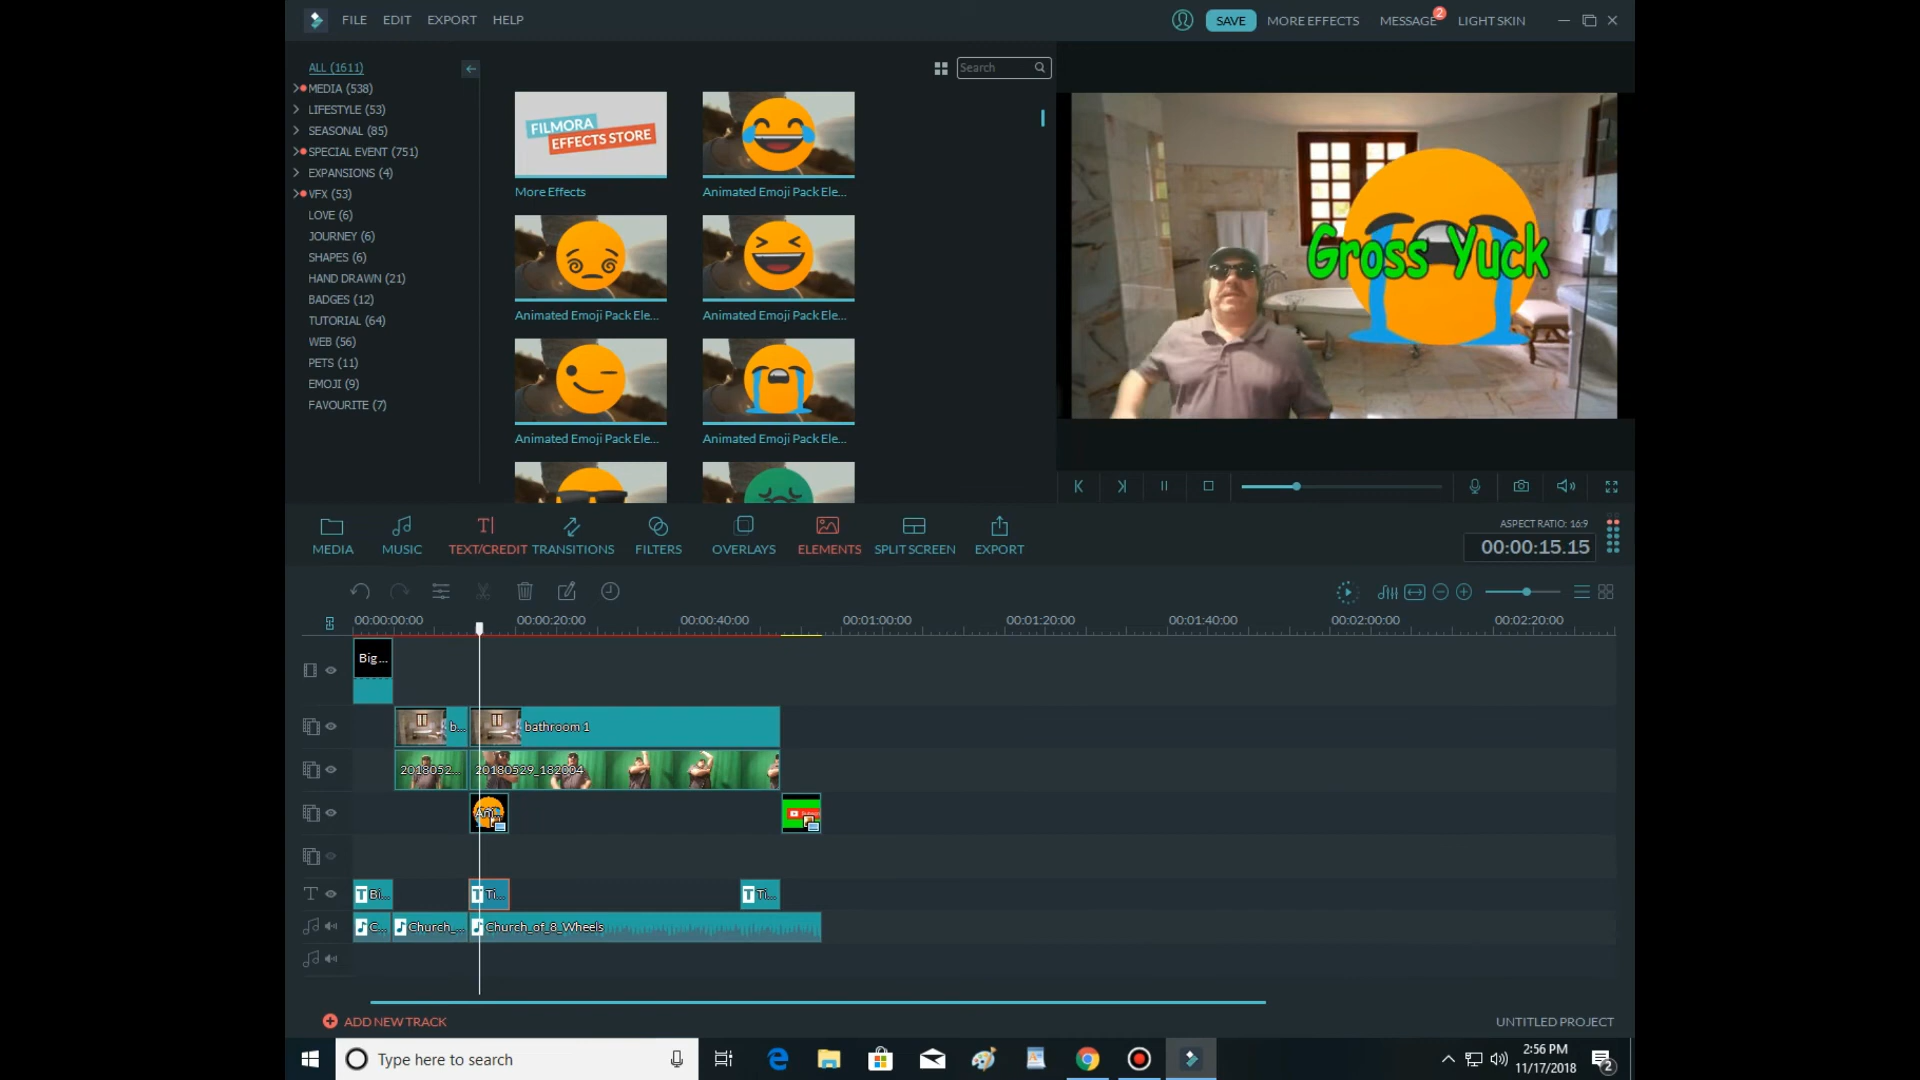 FILE EDIT EXPORT HELP
SAVE MORE EFFECTS MESSAGE 2 LIGHT SKIN
ALL (1611)
MEDIA (538)
LIFESTYLE (53)
SEASONAL (85)
SPECIAL EVENT (751)
EXPANSIONS (4)
VFX (53)
LOVE (6)
JOURNEY (6)
SHAPES (6)
HAND DRAWN (21)
BADGES (12)
TUTORIAL (64)
WEB (56)
PETS (11)
EMOJI (9)
FAVOURITE (7)
Search
FILMORA
EFFECTS STORE
More Effects
Animated Emoji Pack Ele...
Animated Emoji Pack Ele...
Animated Emoji Pack Ele...
Animated Emoji Pack Ele...
Animated Emoji Pack Ele...
Gross Yuck
MEDIA MUSIC TEXT/CREDIT TRANSITIONS FILTERS OVERLAYS ELEMENTS SPLIT SCREEN EXPORT
ASPECT RATIO: 16:9
00:00:15.15
00:00:00:00 00:00:20:00 00:00:40:00 00:01:00:00 00:01:20:00 00:01:40:00 00:02:00:00 00:02:20:00
Big...
b... bathroom 1
2018052... 20180529_182004
Ani...
T Bi... T Ti... T Ti...
C... Church_... Church_of_8_Wheels
ADD NEW TRACK
UNTITLED PROJECT
Type here to search
2:56 PM
11/17/2018
2